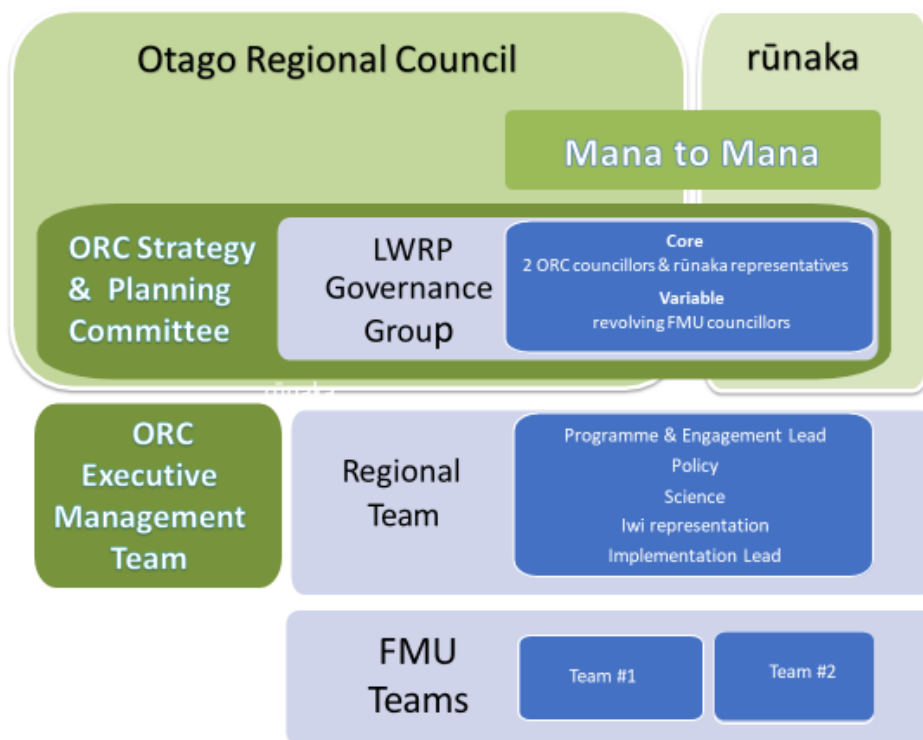 Otago Regional Council
rūnaka
Mana to Mana
ORC Strategy
& Planning
Committee
LWRP
Governance
Group
Core
2 ORC councillors & rūnaka representatives
Variable
revolving FMU councillors
rūnaka
ORC
Executive
Management
Team
Regional
Team
Programme & Engagement Lead
Policy
Science
Iwi representation
Implementation Lead
FMU
Teams
Team #1
Team #2